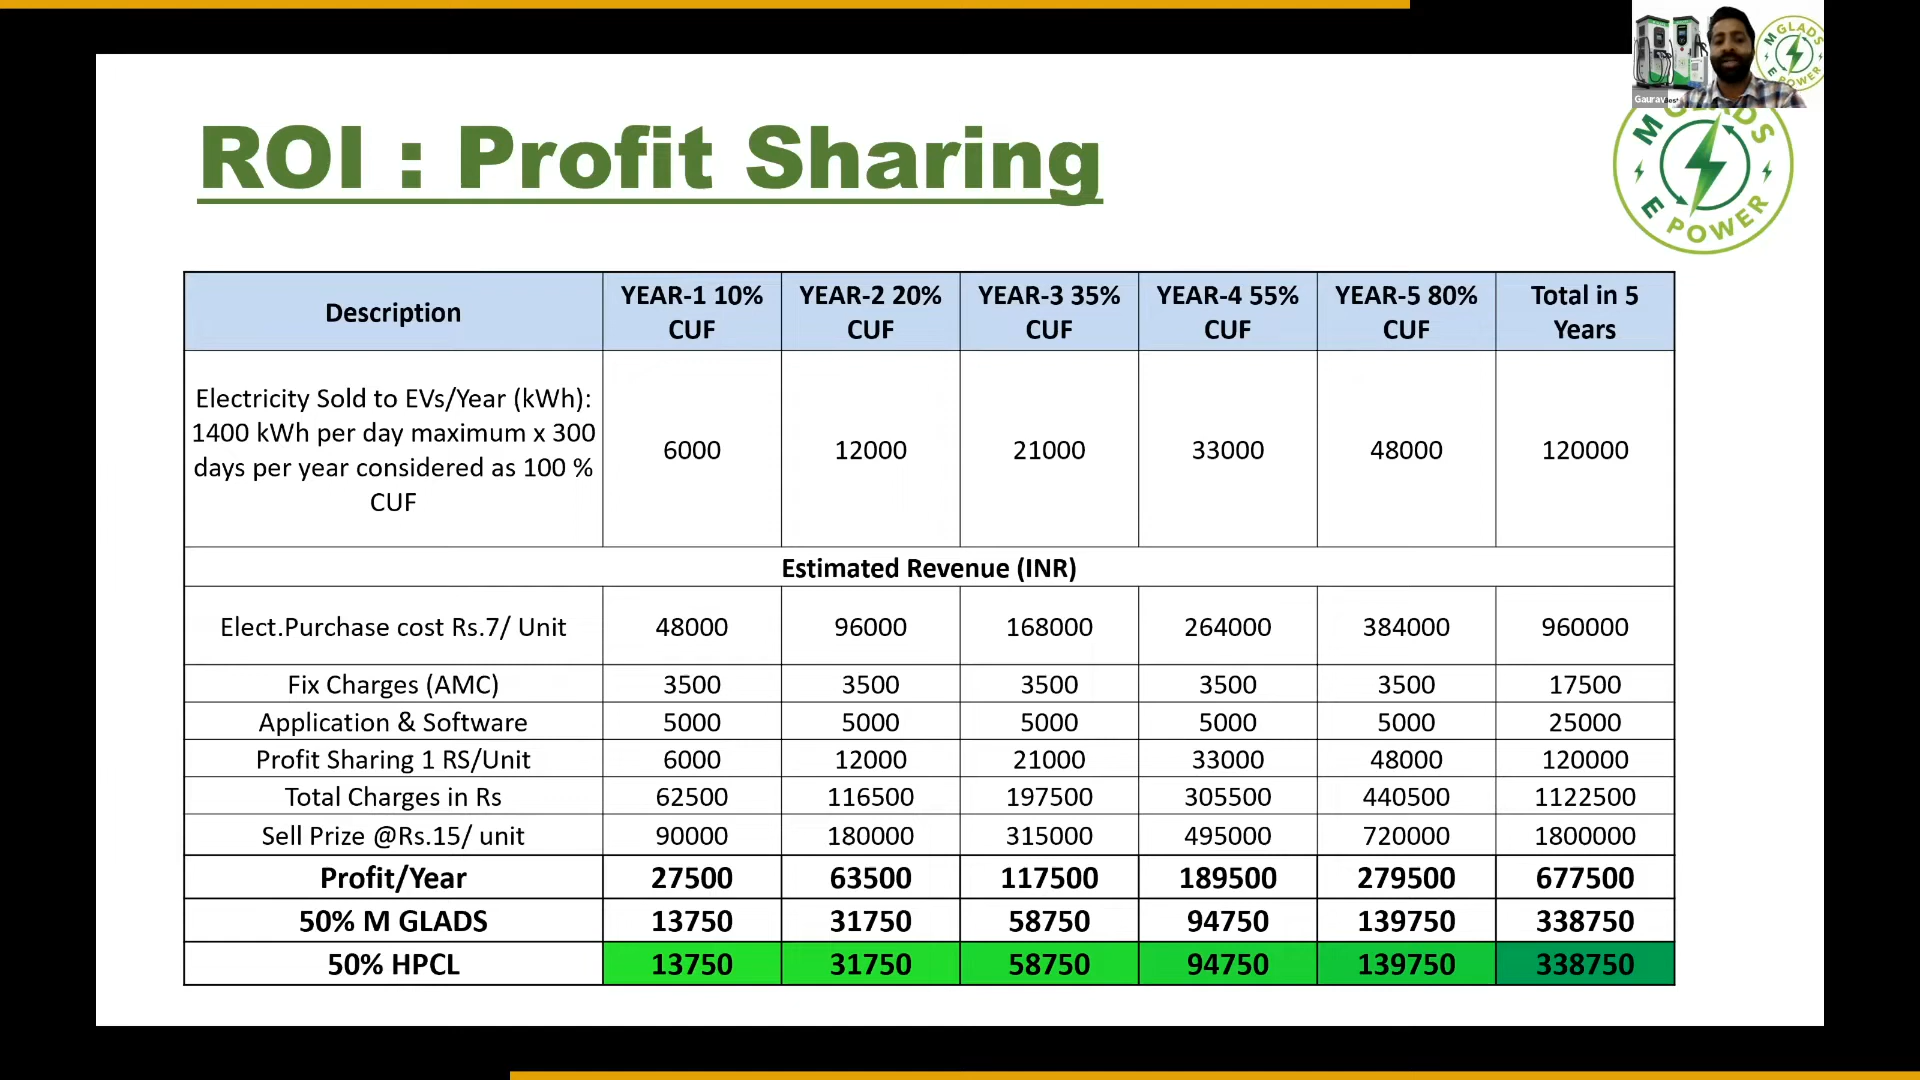 Gaurav
M GLADS
E POWER
M GLADS
E POWER
ROI : Profit Sharing
Description
YEAR-1 10% CUF
YEAR-2 20% CUF
YEAR-3 35% CUF
YEAR-4 55% CUF
YEAR-5 80% CUF
Total in 5 Years
Electricity Sold to EVs/Year (kWh):
1400 kWh per day maximum x 300
days per year considered as 100 %
CUF
6000 12000 21000 33000 48000 120000
Estimated Revenue (INR)
Elect.Purchase cost Rs.7/ Unit 48000 96000 168000 264000 384000 960000
Fix Charges (AMC) 3500 3500 3500 3500 3500 17500
Application & Software 5000 5000 5000 5000 5000 25000
Profit Sharing 1 RS/Unit 6000 12000 21000 33000 48000 120000
Total Charges in Rs 62500 116500 197500 305500 440500 1122500
Sell Prize @Rs.15/ unit 90000 180000 315000 495000 720000 1800000
Profit/Year 27500 63500 117500 189500 279500 677500
50% M GLADS 13750 31750 58750 94750 139750 338750
50% HPCL 13750 31750 58750 94750 139750 338750